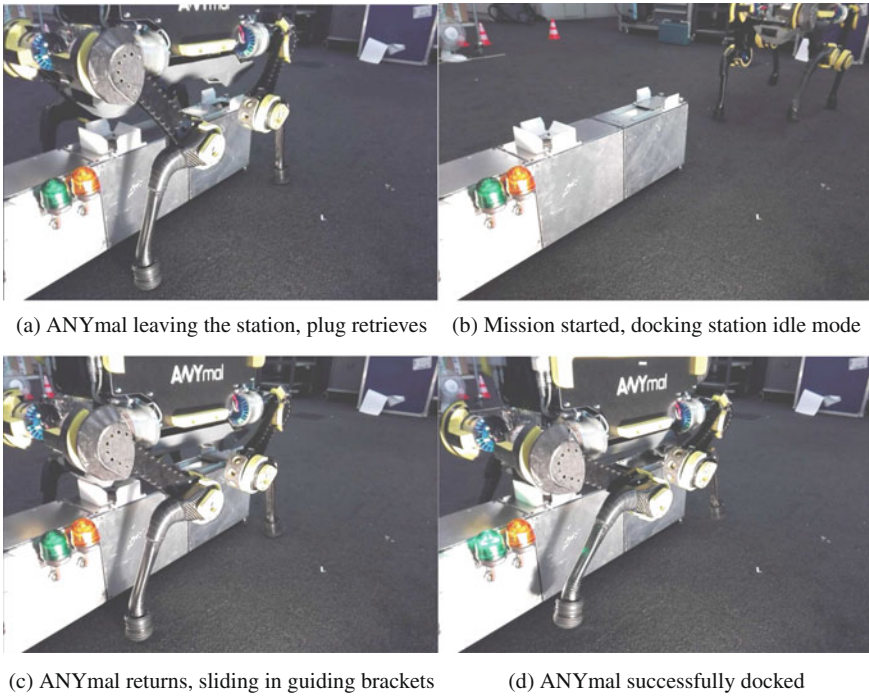 ANYmal
(a) ANYmal leaving the station, plug retrieves
(b) Mission started, docking station idle mode
ANYmal
ANYmal
(c) ANYmal returns, sliding in guiding brackets
(d) ANYmal successfully docked